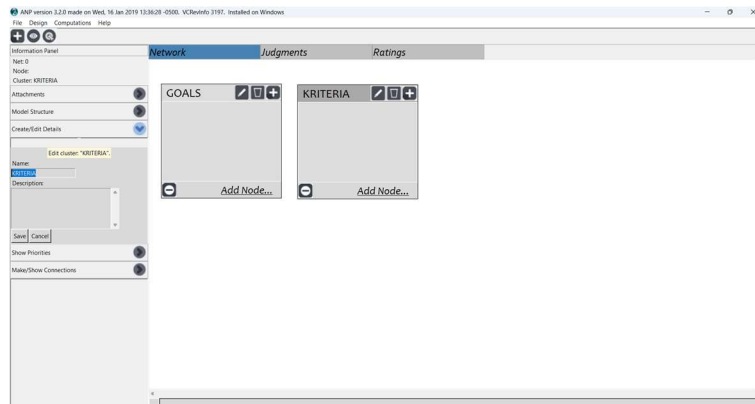 ANP version 3.2.0 made on Wed, 16 Jan 2019 13:36:28 -0500. VCRevInfo 3197. Installed on Windows
File Design Computations Help
Information Panel
Net: 0
Node:
Cluster: KRITERIA
Attachments
Model Structure
Create/Edit Details
Edit cluster: "KRITERIA".
Name:
KRITERIA
Description:
Save Cancel
Show Priorities
Make/Show Connections
Network Judgments Ratings
GOALS
Add Node...
KRITERIA
Add Node...